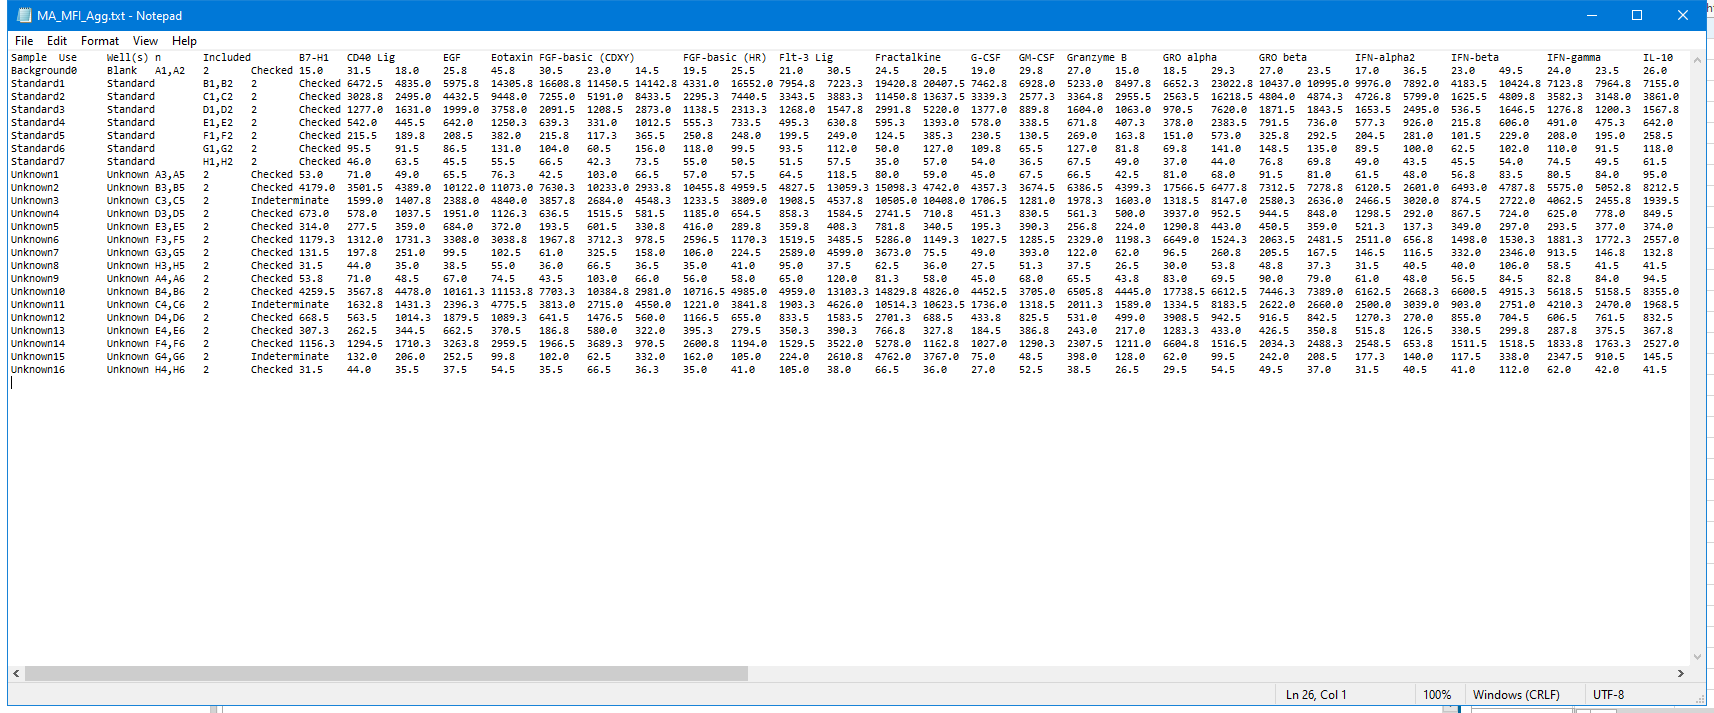 MA_MFI_Agg.txt - Notepad
File Edit Format View Help
Sample Use Well(s) n Included B7-H1 CD40 Lig EGF Eotaxin FGF-basic (CDXY) FGF-basic (HR) Flt-3 Lig Fractalkine G-CSF GM-CSF Granzyme B GRO alpha GRO beta IFN-alpha2 IFN-beta IFN-gamma IL-10
Background0 Blank A1,A2 2 Checked 15.0 31.5 18.0 25.8 45.8 30.5 23.0 14.5 19.5 25.5 21.0 30.5 24.5 20.5 19.0 29.8 27.0 15.0 18.5 29.3 27.0 23.5 17.0 36.5 23.0 49.5 24.0 23.5 26.0
Standard1 Standard B1,B2 2 Checked 6472.5 4835.0 5975.8 14305.8 16608.8 11450.5 14142.8 4331.0 16552.0 7954.8 7223.3 19420.8 20407.5 7462.8 6928.0 5233.0 8497.8 6652.3 23022.8 10437.0 10995.0 9976.0 7892.0 4183.5 10424.8 7123.8 7964.8 7155.0
Standard2 Standard C1,C2 2 Checked 3028.8 2495.0 4432.5 9448.0 7255.0 5191.0 8433.5 2295.3 7440.5 3343.5 3883.3 11450.8 13637.5 3339.3 2577.3 3364.8 2955.5 2563.5 16218.5 4804.0 4874.3 4726.8 5799.0 1625.5 4809.8 3582.3 3148.0 3861.0
Standard3 Standard D1,D2 2 Checked 1277.0 1631.0 1999.0 3758.0 2091.5 1208.5 2873.0 1138.5 2313.3 1268.0 1547.8 2991.8 5220.0 1377.0 889.8 1604.0 1063.0 970.5 7620.0 1871.5 1843.5 1653.5 2495.0 536.5 1646.5 1276.8 1200.3 1567.8
Standard4 Standard E1,E2 2 Checked 542.0 445.5 642.0 1250.3 639.3 331.0 1012.5 555.3 733.5 495.3 630.8 595.3 1393.0 578.0 338.5 671.8 407.3 378.0 2383.5 791.5 736.0 577.3 926.0 215.8 606.0 491.0 475.3 642.0
Standard5 Standard F1,F2 2 Checked 215.5 189.8 208.5 382.0 215.8 117.3 365.5 250.8 248.0 199.5 249.0 124.5 385.3 230.5 130.5 269.0 163.8 151.0 573.0 325.8 292.5 204.5 281.0 101.5 229.0 208.0 195.0 258.5
Standard6 Standard G1,G2 2 Checked 95.5 91.5 86.5 131.0 104.0 60.5 156.0 118.0 99.5 93.5 112.0 50.0 127.0 109.8 65.5 127.0 81.8 69.8 141.0 148.5 135.0 89.5 100.0 62.5 102.0 110.0 91.5 118.0
Standard7 Standard H1,H2 2 Checked 46.0 63.5 45.5 55.5 66.5 42.3 73.5 55.0 50.5 51.5 57.5 35.0 57.0 54.0 36.5 67.5 49.0 37.0 44.0 76.8 69.8 49.0 43.5 45.5 54.0 74.5 49.5 61.5
Unknown1 Unknown A3,A5 2 Checked 53.0 71.0 49.0 65.5 76.3 42.5 103.0 66.5 57.0 57.5 64.5 118.5 80.0 59.0 45.0 67.5 66.5 42.5 81.0 68.0 91.5 81.0 61.5 48.0 56.8 83.5 80.5 84.0 95.0
Unknown2 Unknown B3,B5 2 Checked 4179.0 3501.5 4389.0 10122.0 11073.0 7630.3 10233.0 2933.8 10455.8 4959.5 4827.5 13059.3 15098.3 4742.0 4357.3 3674.5 6386.5 4399.3 17566.5 6477.8 7312.5 7278.8 6120.5 2601.0 6493.0 4787.8 5575.0 5052.8 8212.5
Unknown3 Unknown C3,C5 2 Indeterminate 1599.0 1407.8 2388.0 4840.0 3857.8 2684.0 4548.3 1233.5 3809.0 1908.5 4537.8 10505.0 10408.0 1706.5 1281.0 1978.3 1603.0 1318.5 8147.0 2580.3 2636.0 2466.5 3020.0 874.5 2722.0 4062.5 2455.8 1939.5
Unknown4 Unknown D3,D5 2 Checked 673.0 578.0 1037.5 1951.0 1126.3 636.5 1515.5 581.5 1185.0 654.5 858.3 1584.5 2741.5 710.8 451.3 830.5 561.3 500.0 3937.0 952.5 944.5 848.0 1298.5 292.0 867.5 724.0 625.0 778.0 849.5
Unknown5 Unknown E3,E5 2 Checked 314.0 277.5 359.0 684.0 372.0 193.5 601.5 330.8 416.0 289.8 359.8 408.3 781.8 340.5 195.3 390.3 256.8 224.0 1290.8 443.0 450.5 359.0 521.3 137.3 349.0 297.0 293.5 377.0 374.0
Unknown6 Unknown F3,F5 2 Checked 1179.3 1312.0 1731.3 3308.0 3038.8 1967.8 3712.3 978.5 2596.5 1170.3 1519.5 3485.5 5286.0 1149.3 1027.5 1285.5 2329.0 1198.3 6649.0 1524.3 2063.5 2481.5 2511.0 656.8 1498.0 1530.3 1881.3 1772.3 2557.0
Unknown7 Unknown G3,G5 2 Checked 131.5 197.8 251.0 99.5 102.5 61.0 325.5 158.0 106.0 224.5 2589.0 4599.0 3673.0 75.5 49.0 393.0 122.0 62.0 96.5 260.8 205.5 167.5 146.5 116.5 332.0 2346.0 913.5 146.8 132.8
Unknown8 Unknown H3,H5 2 Checked 31.5 44.0 35.0 38.5 55.0 36.0 66.5 36.5 35.0 41.0 95.0 37.5 62.5 36.0 27.5 51.3 37.5 26.5 30.0 53.8 48.8 37.3 31.5 40.5 40.0 106.0 58.5 41.5 41.5
Unknown9 Unknown A4,A6 2 Checked 53.8 71.0 48.5 67.0 74.5 43.5 103.0 66.0 56.0 58.0 65.0 120.0 81.3 58.0 45.0 68.0 65.5 43.8 83.0 69.5 90.0 79.0 61.0 48.0 56.5 84.5 82.8 84.0 94.5
Unknown10 Unknown B4,B6 2 Checked 4259.5 3567.8 4478.0 10161.3 11153.8 7703.3 10384.8 2981.0 10716.5 4985.0 4959.0 13103.3 14829.8 4826.0 4452.5 3705.0 6505.8 4445.0 17738.5 6612.5 7446.3 7389.0 6162.5 2668.3 6600.5 4915.3 5618.5 5158.5 8355.0
Unknown11 Unknown C4,C6 2 Indeterminate 1632.8 1431.3 2396.3 4775.5 3813.0 2715.0 4550.0 1221.0 3841.8 1903.3 4626.0 10514.3 10623.5 1736.0 1318.5 2011.3 1589.0 1334.5 8183.5 2622.0 2660.0 2500.0 3039.0 903.0 2751.0 4210.3 2470.0 1968.5
Unknown12 Unknown D4,D6 2 Checked 668.5 563.5 1014.3 1879.5 1089.3 641.5 1476.5 560.0 1166.5 655.0 833.5 1583.5 2701.3 688.5 433.8 825.5 531.0 499.0 3908.5 942.5 916.5 842.5 1270.3 270.0 855.0 704.5 606.5 761.5 832.5
Unknown13 Unknown E4,E6 2 Checked 307.3 262.5 344.5 662.5 370.5 186.8 580.0 322.0 395.3 279.5 350.3 390.3 766.8 327.8 184.5 386.8 243.0 217.0 1283.3 433.0 426.5 350.8 515.8 126.5 330.5 299.8 287.8 375.5 367.8
Unknown14 Unknown F4,F6 2 Checked 1156.3 1294.5 1710.3 3263.8 2959.5 1966.5 3689.3 970.5 2600.8 1194.0 1529.5 3522.0 5278.0 1162.8 1027.0 1290.3 2307.5 1211.0 6604.8 1516.5 2034.3 2488.3 2548.5 653.8 1511.5 1518.5 1833.8 1763.3 2527.0
Unknown15 Unknown G4,G6 2 Indeterminate 132.0 206.0 252.5 99.8 102.0 62.5 332.0 162.0 105.0 224.0 2610.8 4762.0 3767.0 75.0 48.5 398.0 128.0 62.0 99.5 242.0 208.5 177.3 140.0 117.5 338.0 2347.5 910.5 145.5
Unknown16 Unknown H4,H6 2 Checked 31.5 44.0 35.5 37.5 54.5 35.5 66.5 36.3 35.0 41.0 105.0 38.0 66.5 36.0 27.0 52.5 38.5 26.5 29.5 54.5 49.5 37.0 31.5 40.5 41.0 112.0 62.0 42.0 41.5
Ln 26, Col 1 100% Windows (CRLF) UTF-8